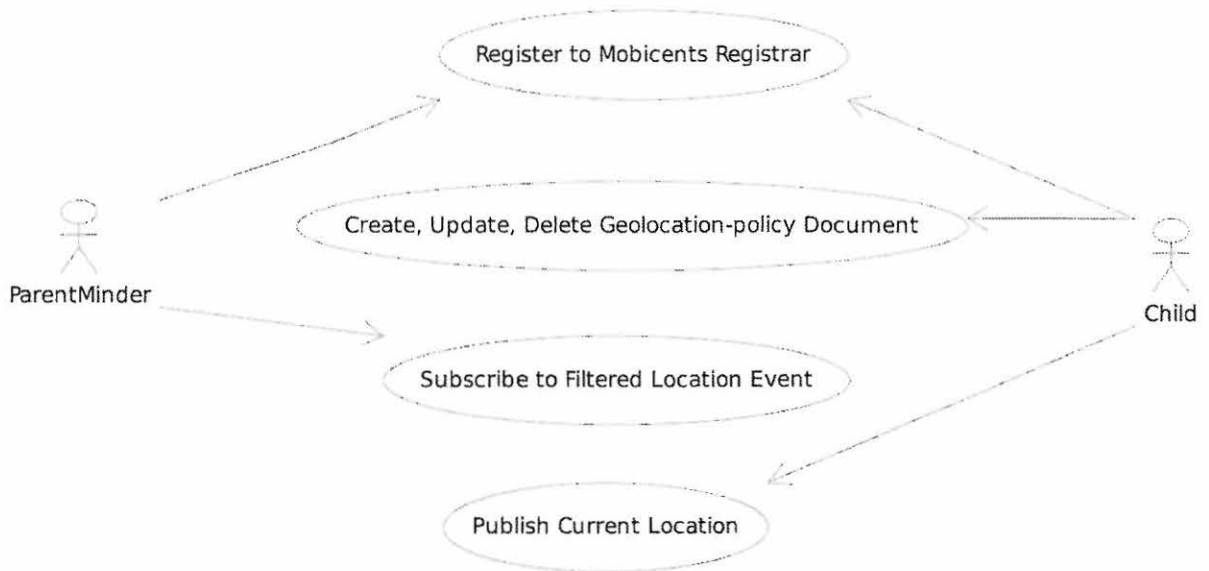 Register to Mobicents Registrar
Create, Update, Delete Geolocation-policy Document
ParentMinder
Child
Subscribe to Filtered Location Event
Publish Current Location